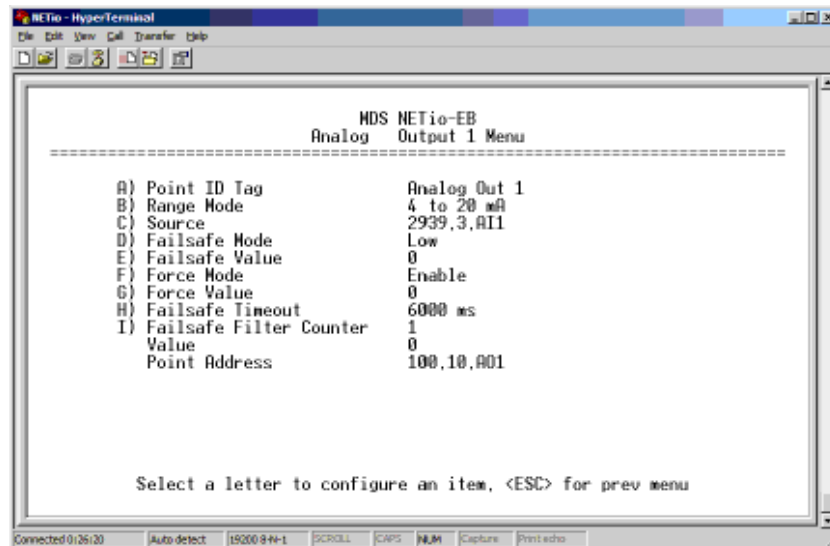 NETio - HyperTerminal
File Edit View Call Transfer Help
MDS NETio-EB
Analog Output 1 Menu
==============================================================================
A) Point ID Tag Analog Out 1
B) Range Mode 4 to 20 mA
C) Source 2939,3,AI1
D) Failsafe Mode Low
E) Failsafe Value 0
F) Force Mode Enable
G) Force Value 0
H) Failsafe Timeout 6000 ms
I) Failsafe Filter Counter 1
Value 0
Point Address 100,10,AO1
Select a letter to configure an item, <ESC> for prev menu
Connected 0:26:20 Auto detect 19200 8-N-1 SCROLL CAPS NUM Capture Print echo